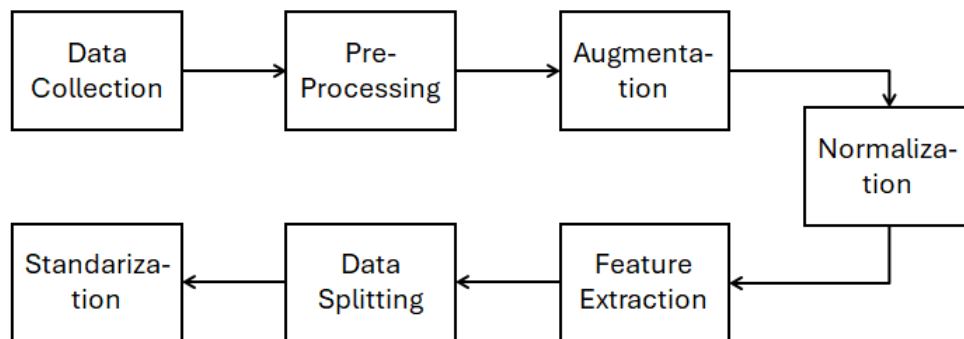 Data
Collection
Pre-
Processing
Augmenta-
tion
Normaliza-
tion
Feature
Extraction
Data
Splitting
Standariza-
tion